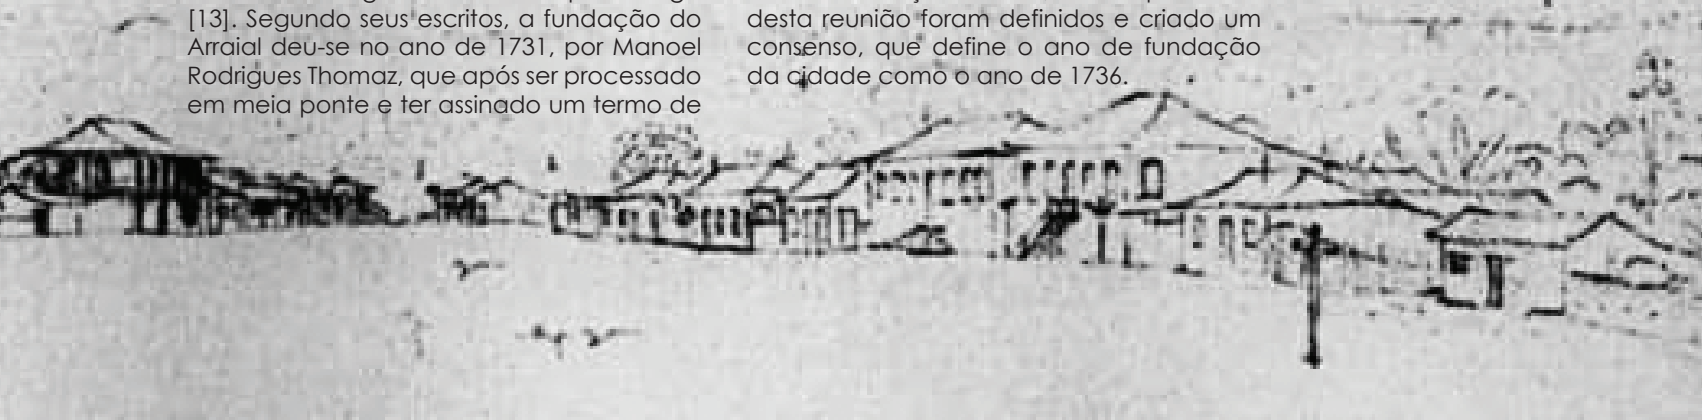 [13]. Segundo seus escritos, a fundação do
Arraial deu-se no ano de 1731, por Manoel
Rodrigues Thomaz, que após ser processado
em meia ponte e ter assinado um termo de
desta reunião foram definidos e criado um
consenso, que define o ano de fundação
da cidade como o ano de 1736.